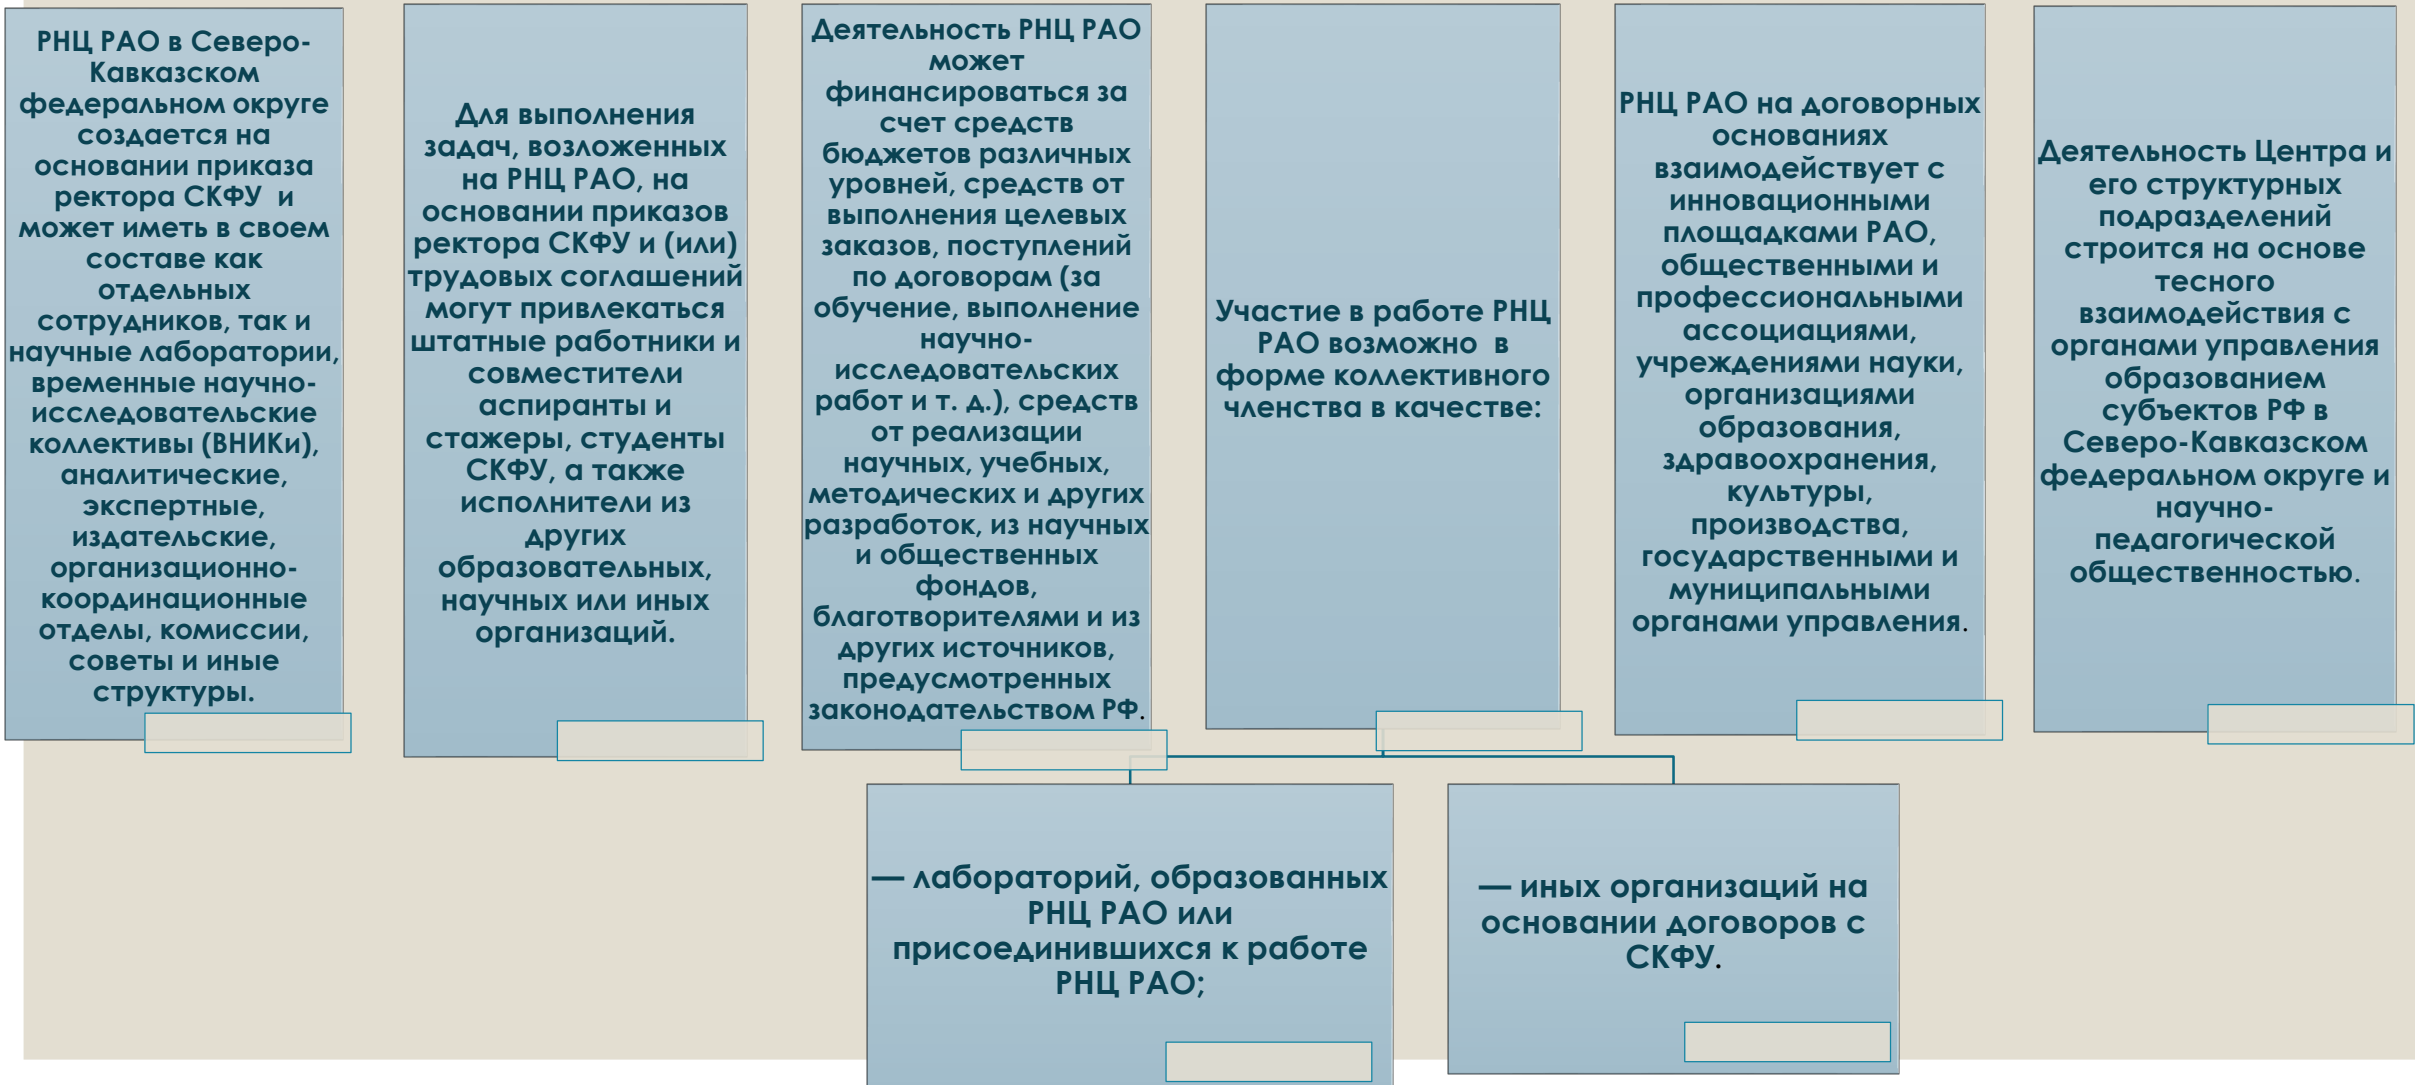 РНЦ РАО в Северо-
Кавказском
федеральном округе
создается на
основании приказа
ректора СКФУ и
может иметь в своем
составе как
отдельных
сотрудников, так и
научные лаборатории,
временные научно-
исследовательские
коллективы (ВНИКи),
аналитические,
экспертные,
издательские,
организационно-
координационные
отделы, комиссии,
советы и иные
структуры.
Для выполнения
задач, возложенных
на РНЦ РАО, на
основании приказов
ректора СКФУ и (или)
трудовых соглашений
могут привлекаться
штатные работники и
совместители
аспиранты и
стажеры, студенты
СКФУ, а также
исполнители из
других
образовательных,
научных или иных
организаций.
Деятельность РНЦ РАО
может
финансироваться за
счет средств
бюджетов различных
уровней, средств от
выполнения целевых
заказов, поступлений
по договорам (за
обучение, выполнение
научно-
исследовательских
работ и т. д.), средств
от реализации
научных, учебных,
методических и других
разработок, из научных
и общественных
фондов,
благотворителями и из
других источников,
предусмотренных
законодательством РФ.
Участие в работе РНЦ
РАО возможно в
форме коллективного
членства в качестве:
РНЦ РАО на договорных
основаниях
взаимодействует с
инновационными
площадками РАО,
общественными и
профессиональными
ассоциациями,
учреждениями науки,
организациями
образования,
здравоохранения,
культуры,
производства,
государственными и
муниципальными
органами управления.
Деятельность Центра и
его структурных
подразделений
строится на основе
тесного
взаимодействия с
органами управления
образованием
субъектов РФ в
Северо-Кавказском
федеральном округе и
научно-
педагогической
общественностью.
— лабораторий, образованных
РНЦ РАО или
присоединившихся к работе
РНЦ РАО;
— иных организаций на
основании договоров с
СКФУ.